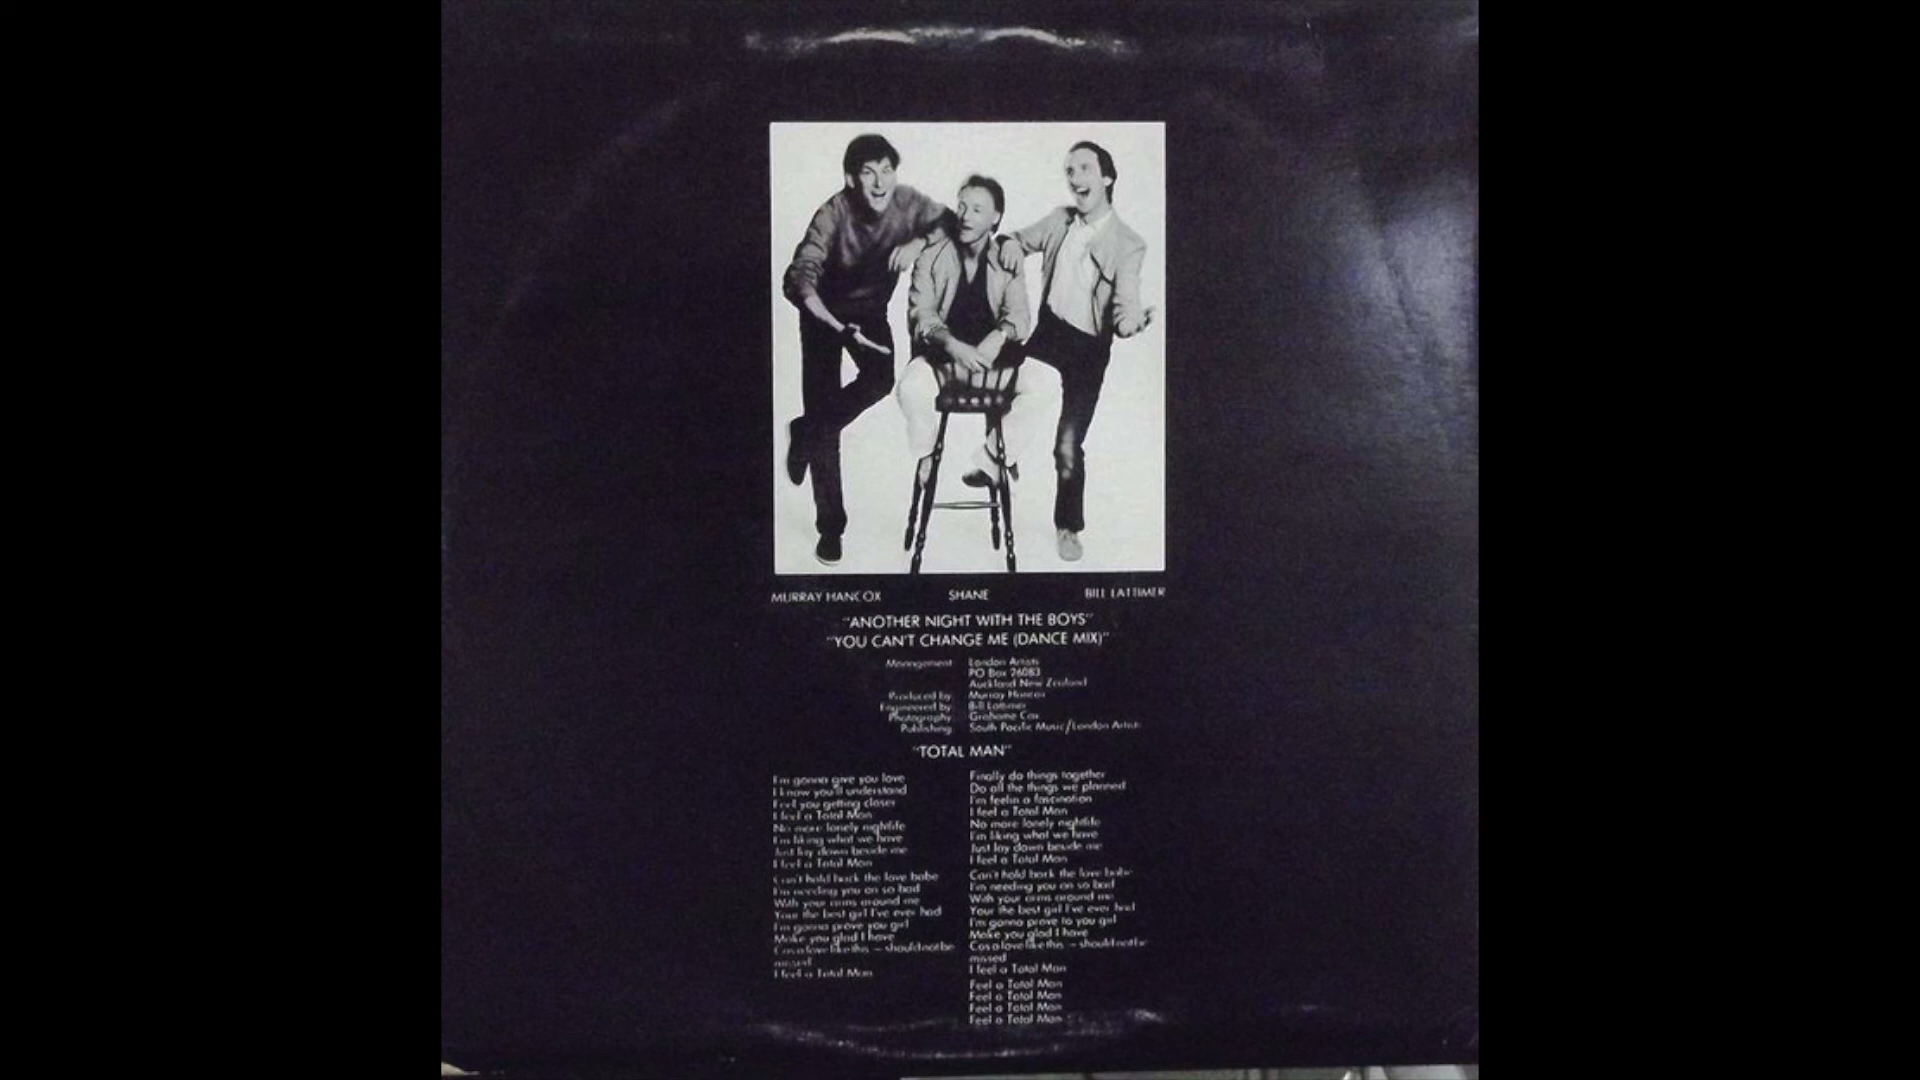 MURRAY HANCOX SHANE BILL LATTIMER
"ANOTHER NIGHT WITH THE BOYS"
"YOU CAN'T CHANGE ME (DANCE MIX)"
Management London Artists
PO Box 26083
Auckland New Zealand
Produced by: Murray Hancox
Engineered by: Bill Lattimer
Photography: Grahame Cox
Publishing: South Pacific Music/London Artists
"TOTAL MAN"
I'm gonna give you love
I know you'll understand
Feel you getting closer
I feel a Total Man
No more lonely nightlife
I'm liking what we have
Just lay down beside me
I feel a Total Man
Can't hold back the love babe
I'm needing you on so bad
With your arms around me
Your the best girl I've ever had
I'm gonna prove you girl
Make you glad I have
Cos a love like this – should not be
missed
I feel a Total Man
Finally do things together
Do all the things we planned
I'm feelin a fascination
I feel a Total Man
No more lonely nightlife
I'm liking what we have
Just lay down beside me
I feel a Total Man
Can't hold back the love babe
I'm needing you on so bad
With your arms around me
Your the best girl I've ever had
I'm gonna prove to you girl
Make you glad I have
Cos a love like this – should not be
missed
I feel a Total Man
Feel a Total Man
Feel a Total Man
Feel a Total Man
Feel a Total Man